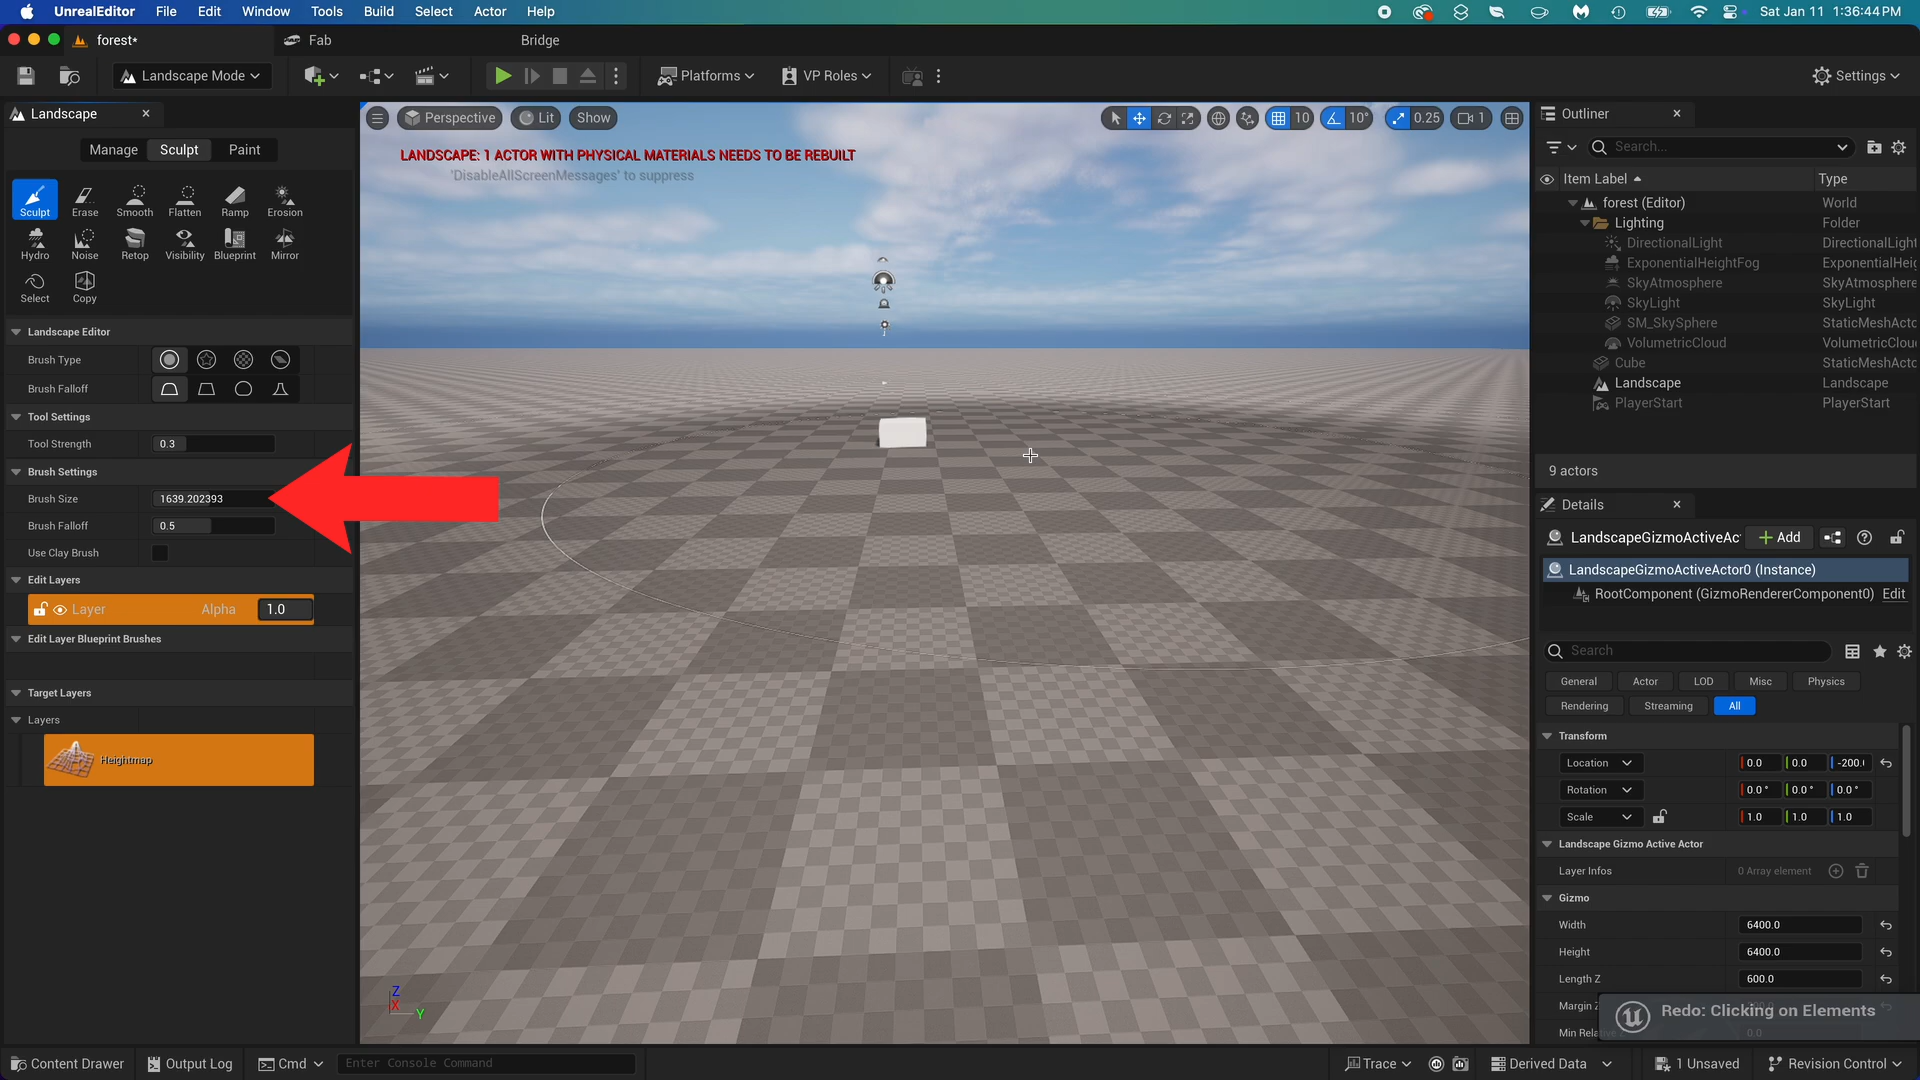 UnrealEditor File Edit Window Tools Build Select Actor Help Sat Jan 11 1:36:44 PM
forest* Fab Bridge
Landscape Mode Platforms VP Roles Settings
Landscape
Manage Sculpt Paint
Sculpt Erase Smooth Flatten Ramp Erosion
Hydro Noise Retop Visibility Blueprint Mirror
Select Copy
Landscape Editor
Brush Type
Brush Falloff
Tool Settings
Tool Strength 0.3
Brush Settings
Brush Size 1639.202393
Brush Falloff 0.5
Use Clay Brush
Edit Layers
Layer Alpha 1.0
Edit Layer Blueprint Brushes
Target Layers
Layers
Heightmap
Perspective Lit Show 10 10° 0.25 1
LANDSCAPE: 1 ACTOR WITH PHYSICAL MATERIALS NEEDS TO BE REBUILT
'DisableAllScreenMessages' to suppress
Z
X
Y
Outliner
Search...
Item Label Type
forest (Editor) World
Lighting Folder
DirectionalLight DirectionalLight
ExponentialHeightFog ExponentialHeig
SkyAtmosphere SkyAtmosphere
SkyLight SkyLight
SM_SkySphere StaticMeshActo
VolumetricCloud VolumetricClou
Cube StaticMeshActo
Landscape Landscape
PlayerStart PlayerStart
9 actors
Details
LandscapeGizmoActiveAc Add
LandscapeGizmoActiveActor0 (Instance)
RootComponent (GizmoRendererComponent0) Edit
Search
General Actor LOD Misc Physics
Rendering Streaming All
Transform
Location 0.0 0.0 -200.
Rotation 0.0° 0.0° 0.0°
Scale 1.0 1.0 1.0
Landscape Gizmo Active Actor
Layer Infos 0 Array element
Gizmo
Width 6400.0
Height 6400.0
Length Z 600.0
Margin Z
Min Rela 0.0
Redo: Clicking on Elements
Content Drawer Output Log Cmd Enter Console Command Trace Derived Data 1 Unsaved Revision Control